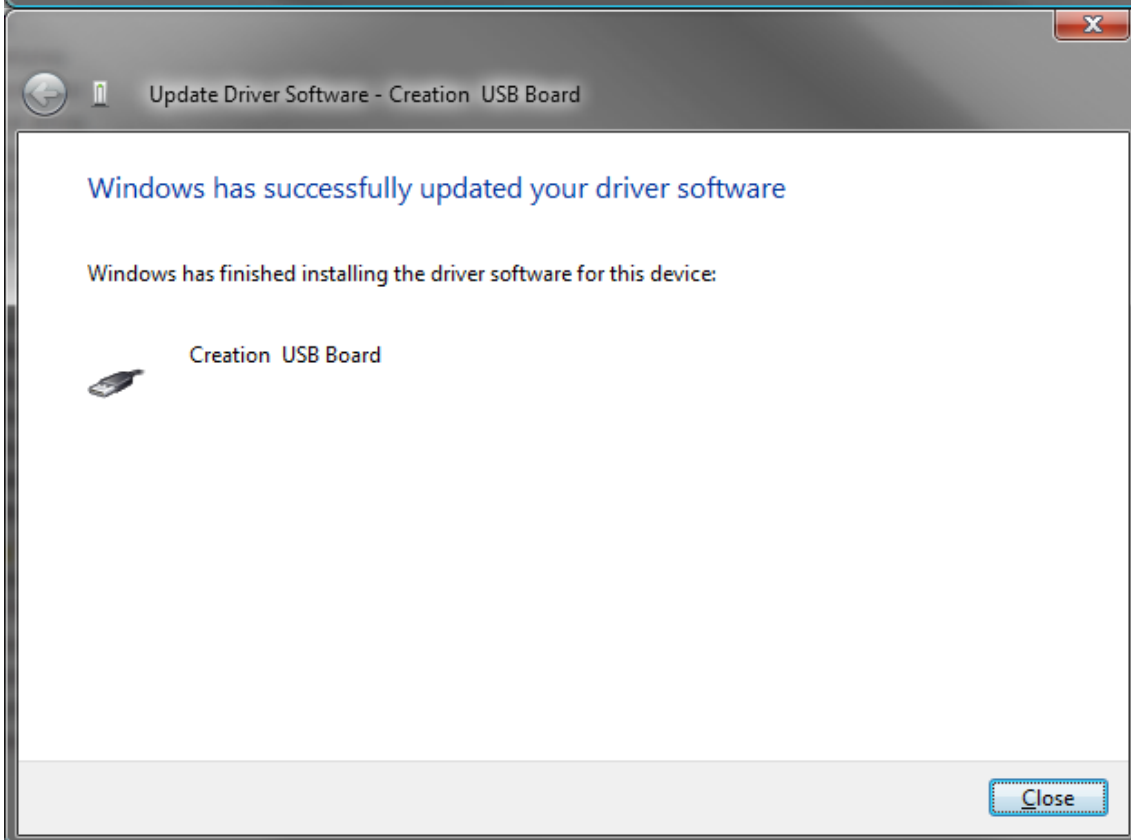 Update Driver Software - Creation  USB Board
Windows has successfully updated your driver software
Windows has finished installing the driver software for this device:
Creation  USB Board
Close